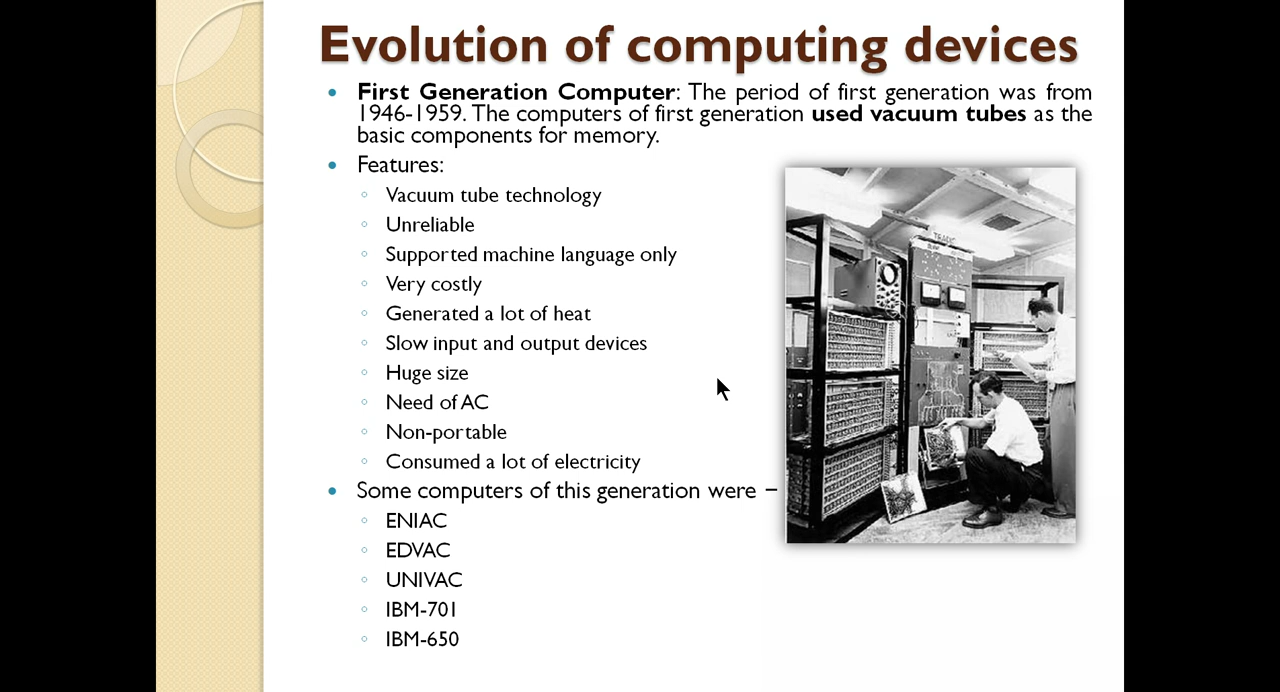 Evolution of computing devices
First Generation Computer: The period of first generation was from
1946-1959. The computers of first generation used vacuum tubes as the
basic components for memory.
Features:
Vacuum tube technology
Unreliable
Supported machine language only
Very costly
Generated a lot of heat
Slow input and output devices
Huge size
Need of AC
Non-portable
Consumed a lot of electricity
Some computers of this generation were –
ENIAC
EDVAC
UNIVAC
IBM-701
IBM-650
TRADIC